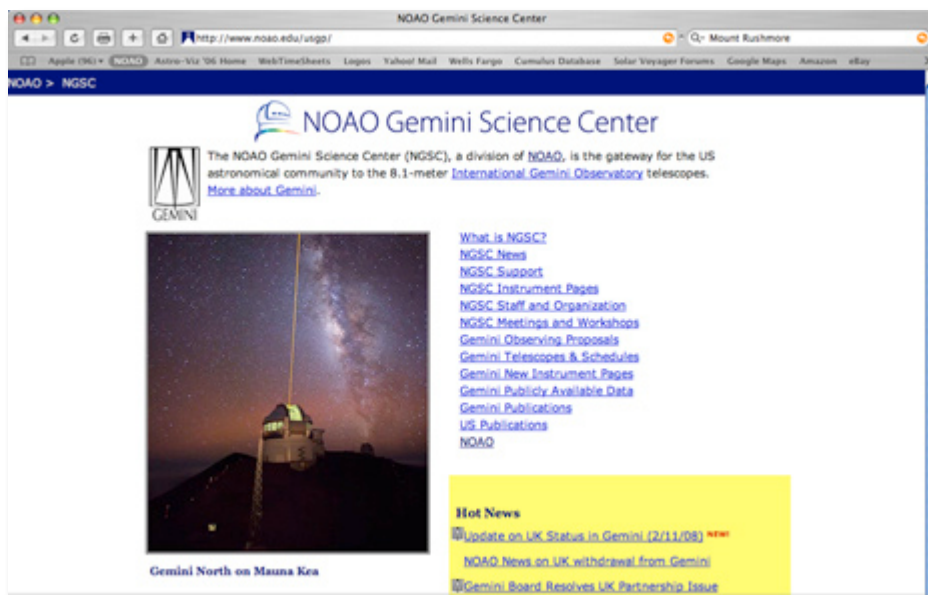 NOAO Gemini Science Center
http://www.noao.edu/usgp/
Mount Rushmore
Apple (96) NOAO Astro-Viz '06 Home WebTimeSheets Logos Yahoo! Mail Wells Fargo Cumulus Database Solar Voyager Forums Google Maps Amazon eBay
NOAO > NGSC
NOAO Gemini Science Center
The NOAO Gemini Science Center (NGSC), a division of NOAO, is the gateway for the US
astronomical community to the 8.1-meter International Gemini Observatory telescopes.
More about Gemini.
GEMINI
What is NGSC?
NGSC News
NGSC Support
NGSC Instrument Pages
NGSC Staff and Organization
NGSC Meetings and Workshops
Gemini Observing Proposals
Gemini Telescopes & Schedules
Gemini New Instrument Pages
Gemini Publicly Available Data
Gemini Publications
US Publications
NOAO
Gemini North on Mauna Kea
Hot News
Update on UK Status in Gemini (2/11/08) NEW!
NOAO News on UK withdrawal from Gemini
Gemini Board Resolves UK Partnership Issue